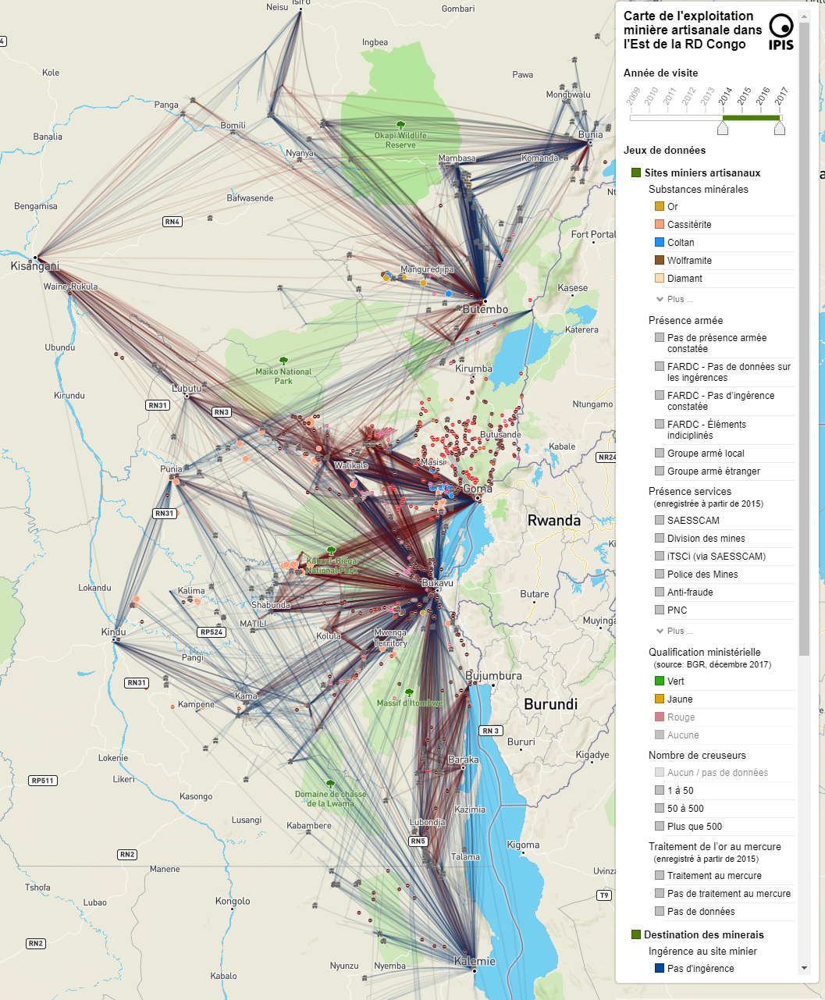 Isiro
Neisu
Gombari
Ingbea
Kole
Pawa
Mongbwalu
Panga
Bomili
Okapi Wildlife
Reserve
Bunia
Banalia
Nyanya
Mambasa
Komanda
Bafwasende
Bengamisa
RN4
Fort Portal
Kisangani
Manguredjipa
Waine-Rukula
Kasese
Butembo
Katerera
Ubundu
Maiko National
Park
Kirumba
Lubutu
Kirundu
RN31
RN3
Ntungamo
Butusande
Kabale
NR24
Punia
Walikale
Masisi
Goma
RN31
Rwanda
Kahuzi-Biega
National Park
Lokandu
Kalima
Bukavu
Butare
Shabunda
MATILI
Muyinga
Kindu
RP524
Kolula
Mwenga
Territory
Pangi
RN31
Bujumbura
Kama
Kampene
Massif d'Itombwe
Burundi
RN 3
Bururi
Lokenie
Baraka
Kigadye
RP511
Likeri
Domaine de chasse
de la Lwama
Kasongo
Kazimia
Lusangi
Kabambere
Lubondja
RN5
Kigoma
RN2
Talama
Manene
Uvinza
Tshofa
Lubao
Kongolo
T9
RN2
Kalemie
Nyunzu
Nyemba
Kabalo
Carte de l'exploitation
minière artisanale dans
l'Est de la RD Congo
IPIS
Année de visite
2009
2010
2011
2012
2013
2014
2015
2016
2017
Jeux de données
Sites miniers artisanaux
Substances minérales
Or
Cassitérite
Coltan
Wolframite
Diamant
Plus ...
Présence armée
Pas de présence armée
constatée
FARDC - Pas de données sur
les ingérences
FARDC - Pas d'ingérence
constatée
FARDC - Éléments
indiciplinés
Groupe armé local
Groupe armé étranger
Présence services
(enregistrée à partir de 2015)
SAESSCAM
Division des mines
iTSCi (via SAESSCAM)
Police des Mines
Anti-fraude
PNC
Plus ...
Qualification ministérielle
(source: BGR, décembre 2017)
Vert
Jaune
Rouge
Aucune
Nombre de creuseurs
Aucun / pas de données
1 à 50
50 à 500
Plus que 500
Traitement de l'or au mercure
(enregistré à partir de 2015)
Traitement au mercure
Pas de traitement au mercure
Pas de données
Destination des minerais
Ingérence au site minier
Pas d'ingérence